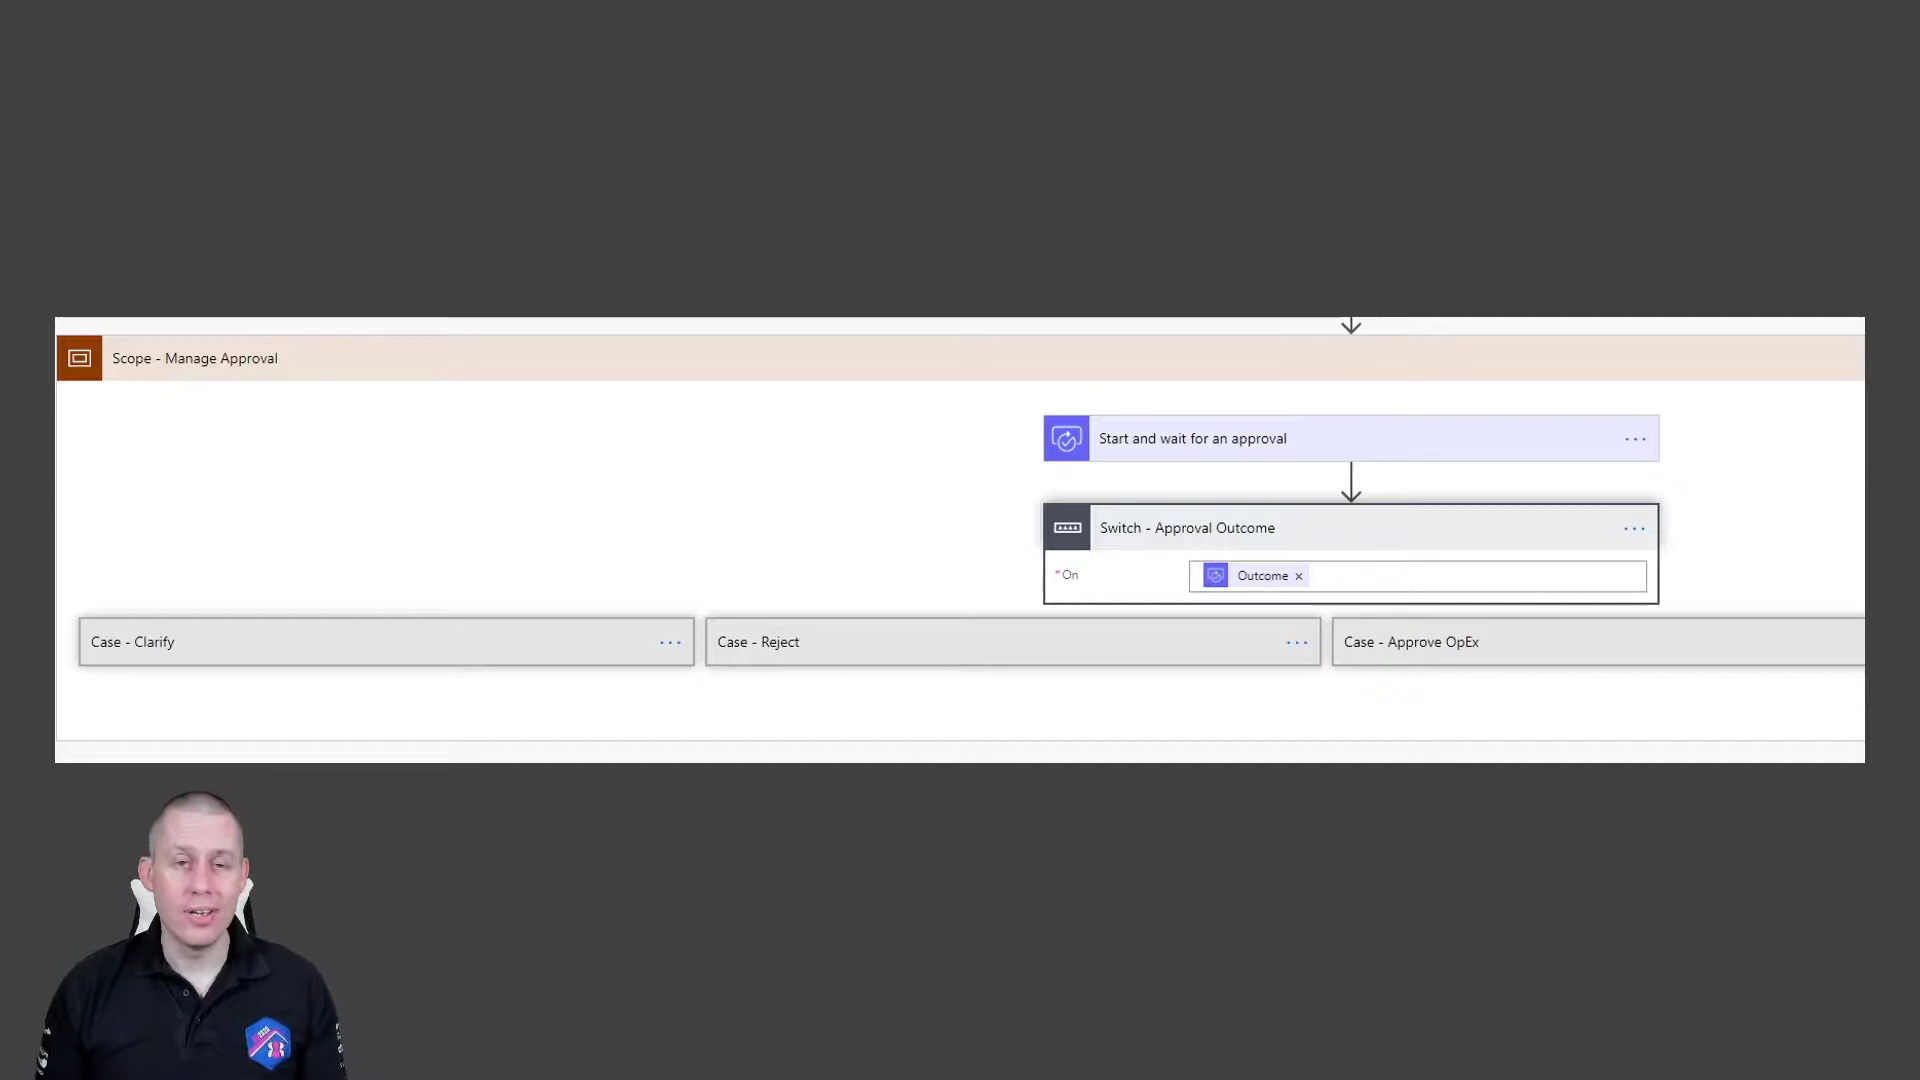 Scope - Manage Approval
Start and wait for an approval
Switch - Approval Outcome
* On
Outcome ×
Case - Clarify
Case - Reject
Case - Approve OpEx